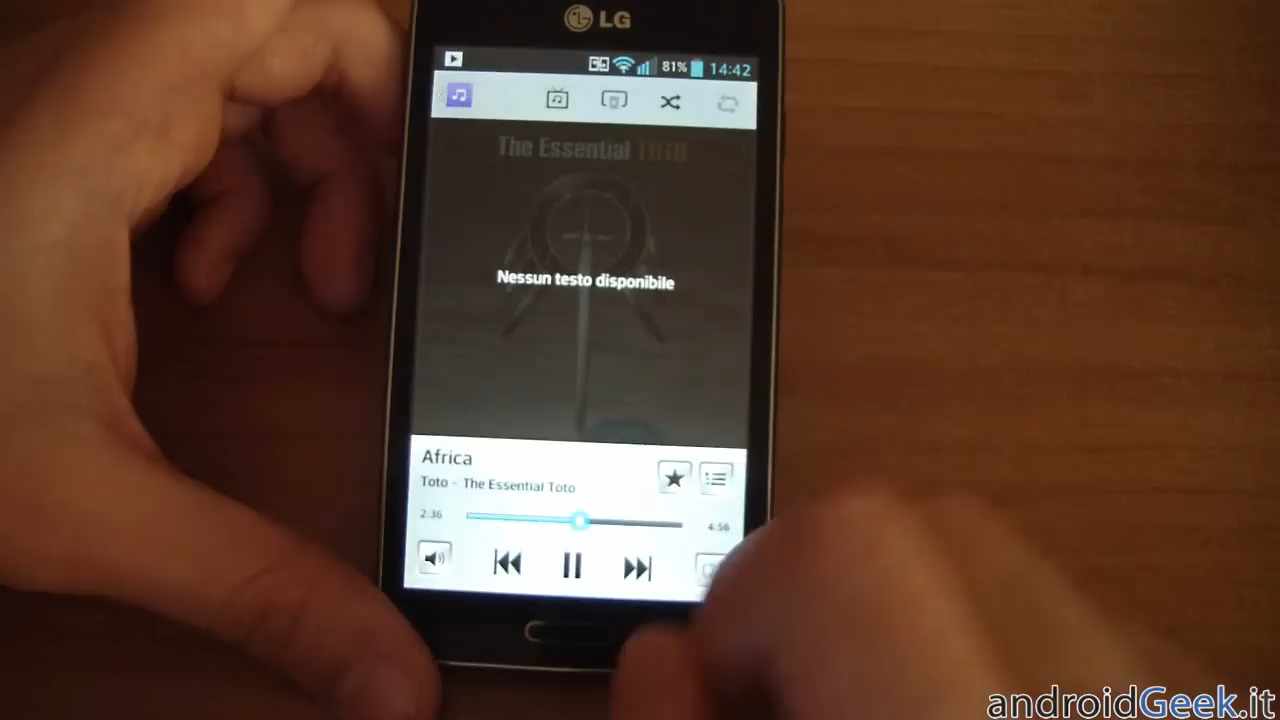 LG
81% 14:42
The Essential TOTO
Nessun testo disponibile
Africa
Toto - The Essential Toto
2:36
4:56
androidGeek.it